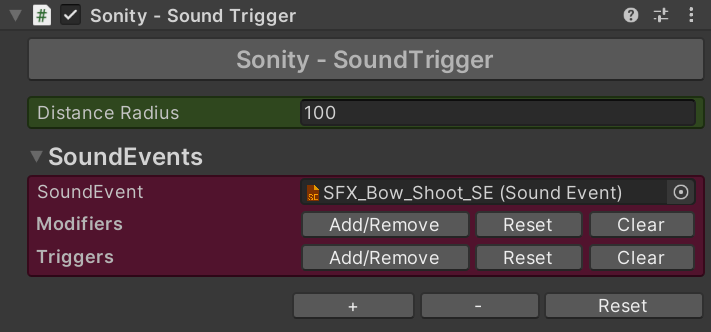 # Sonity - Sound Trigger
Sonity - SoundTrigger
Distance Radius 100
SoundEvents
SoundEvent SE SFX_Bow_Shoot_SE (Sound Event)
Modifiers Add/Remove Reset Clear
Triggers Add/Remove Reset Clear
+ - Reset